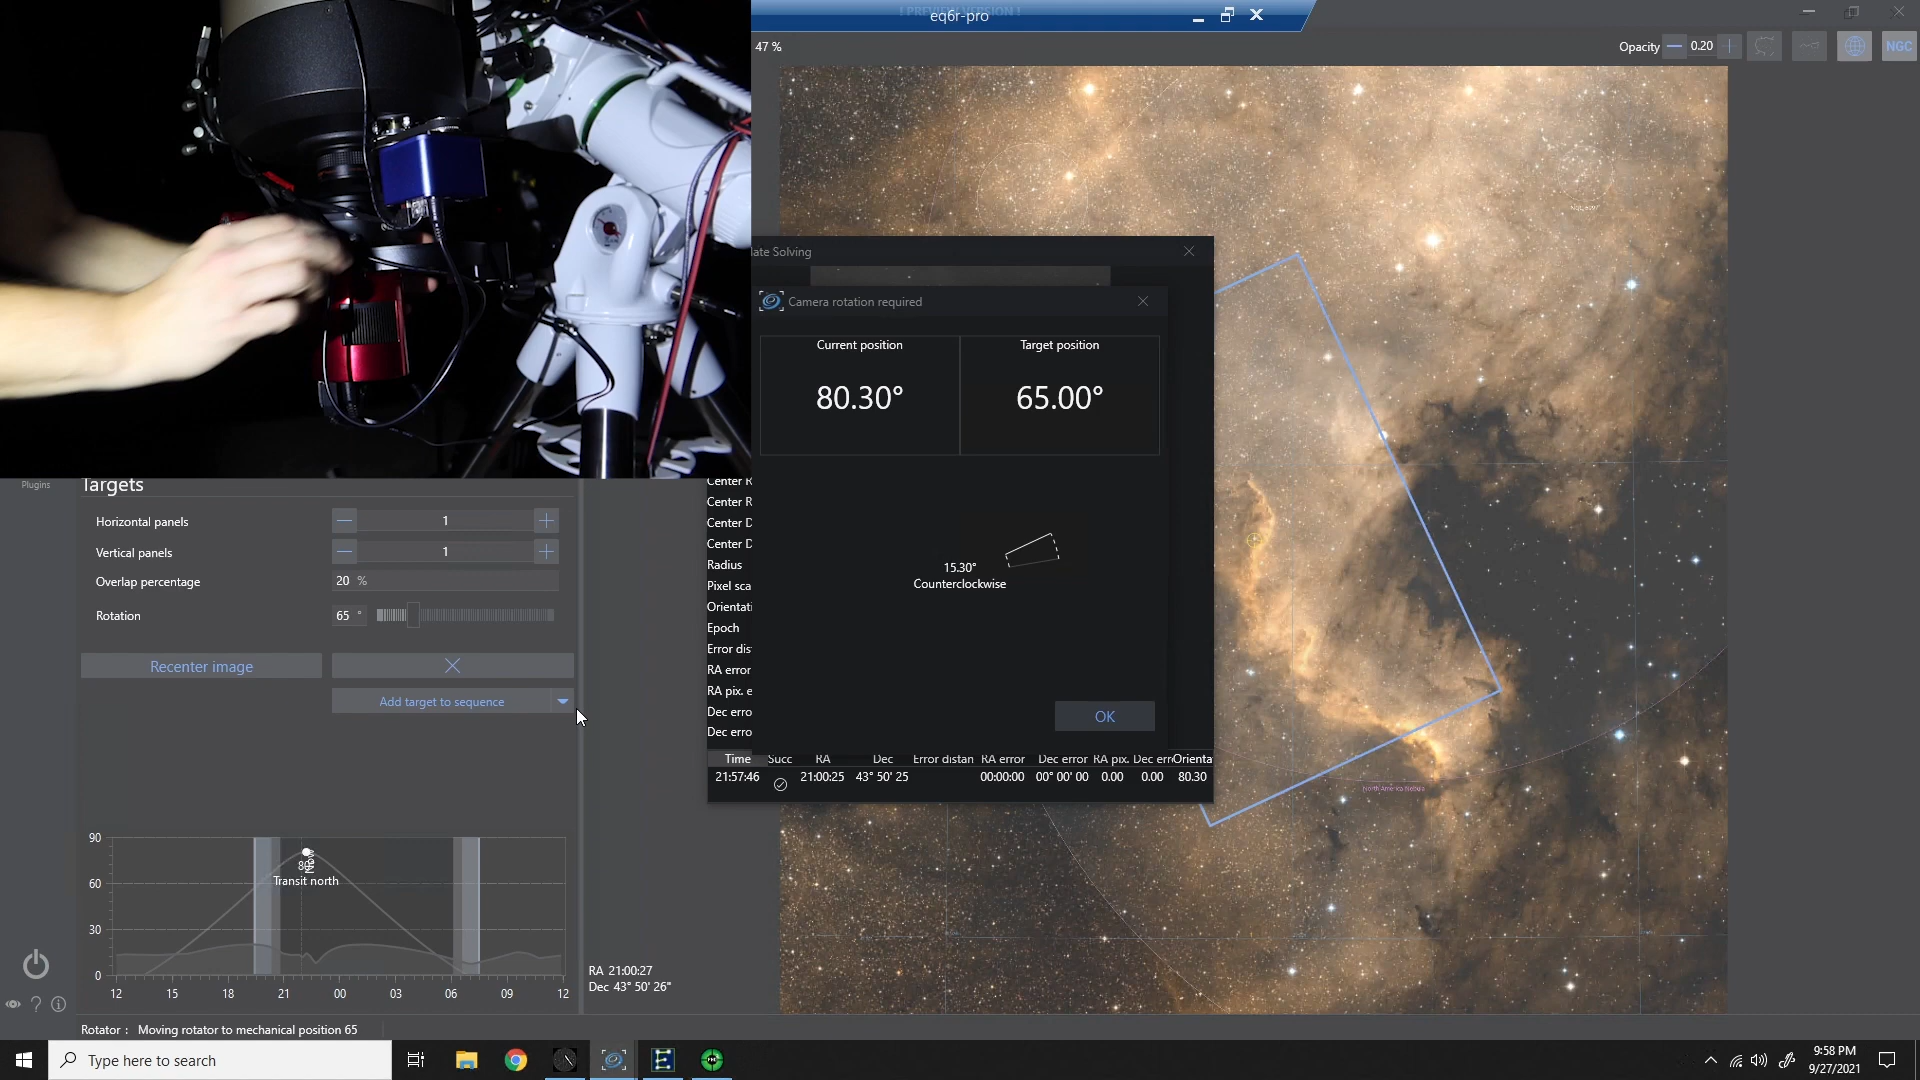 ! PREVIEW VERSION !
eq6r-pro
47 %
Opacity
0.20
NGC
late Solving
Camera rotation required
Current position
Target position
80.30°
65.00°
15.30°
Counterclockwise
OK
Center R
Center R
Center D
Center D
Radius
Pixel sca
Orientati
Epoch
Error dis
RA error
RA pix. e
Dec erro
Dec erro
Time Succ RA Dec Error distan RA error Dec error RA pix. Dec err Orienta
21:57:46 21:00:25 43° 50' 25 00:00:00 00° 00' 00 0.00 0.00 80.30
North America Nebula
Plugins
Targets
Horizontal panels 1
Vertical panels 1
Overlap percentage 20 %
Rotation 65 °
Recenter image
Add target to sequence
90
60
30
0
Now
Transit north
12 15 18 21 00 03 06 09 12
RA 21:00:27
Dec 43° 50' 26"
Rotator : Moving rotator to mechanical position 65
Type here to search
9:58 PM
9/27/2021